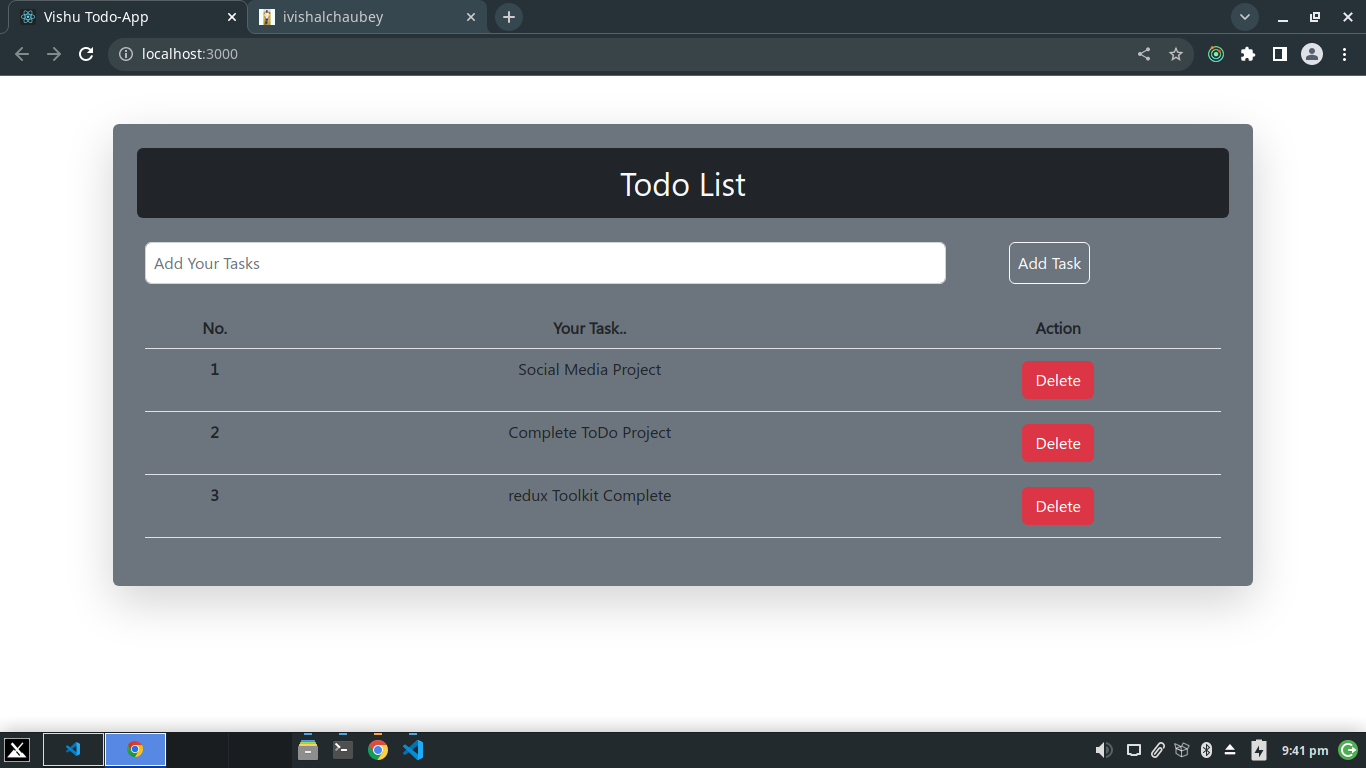 Vishu Todo-App
ivishalchaubey
localhost:3000
Todo List
Add Your Tasks
Add Task
No. Your Task.. Action
1 Social Media Project Delete
2 Complete ToDo Project Delete
3 redux Toolkit Complete Delete
9:41 pm